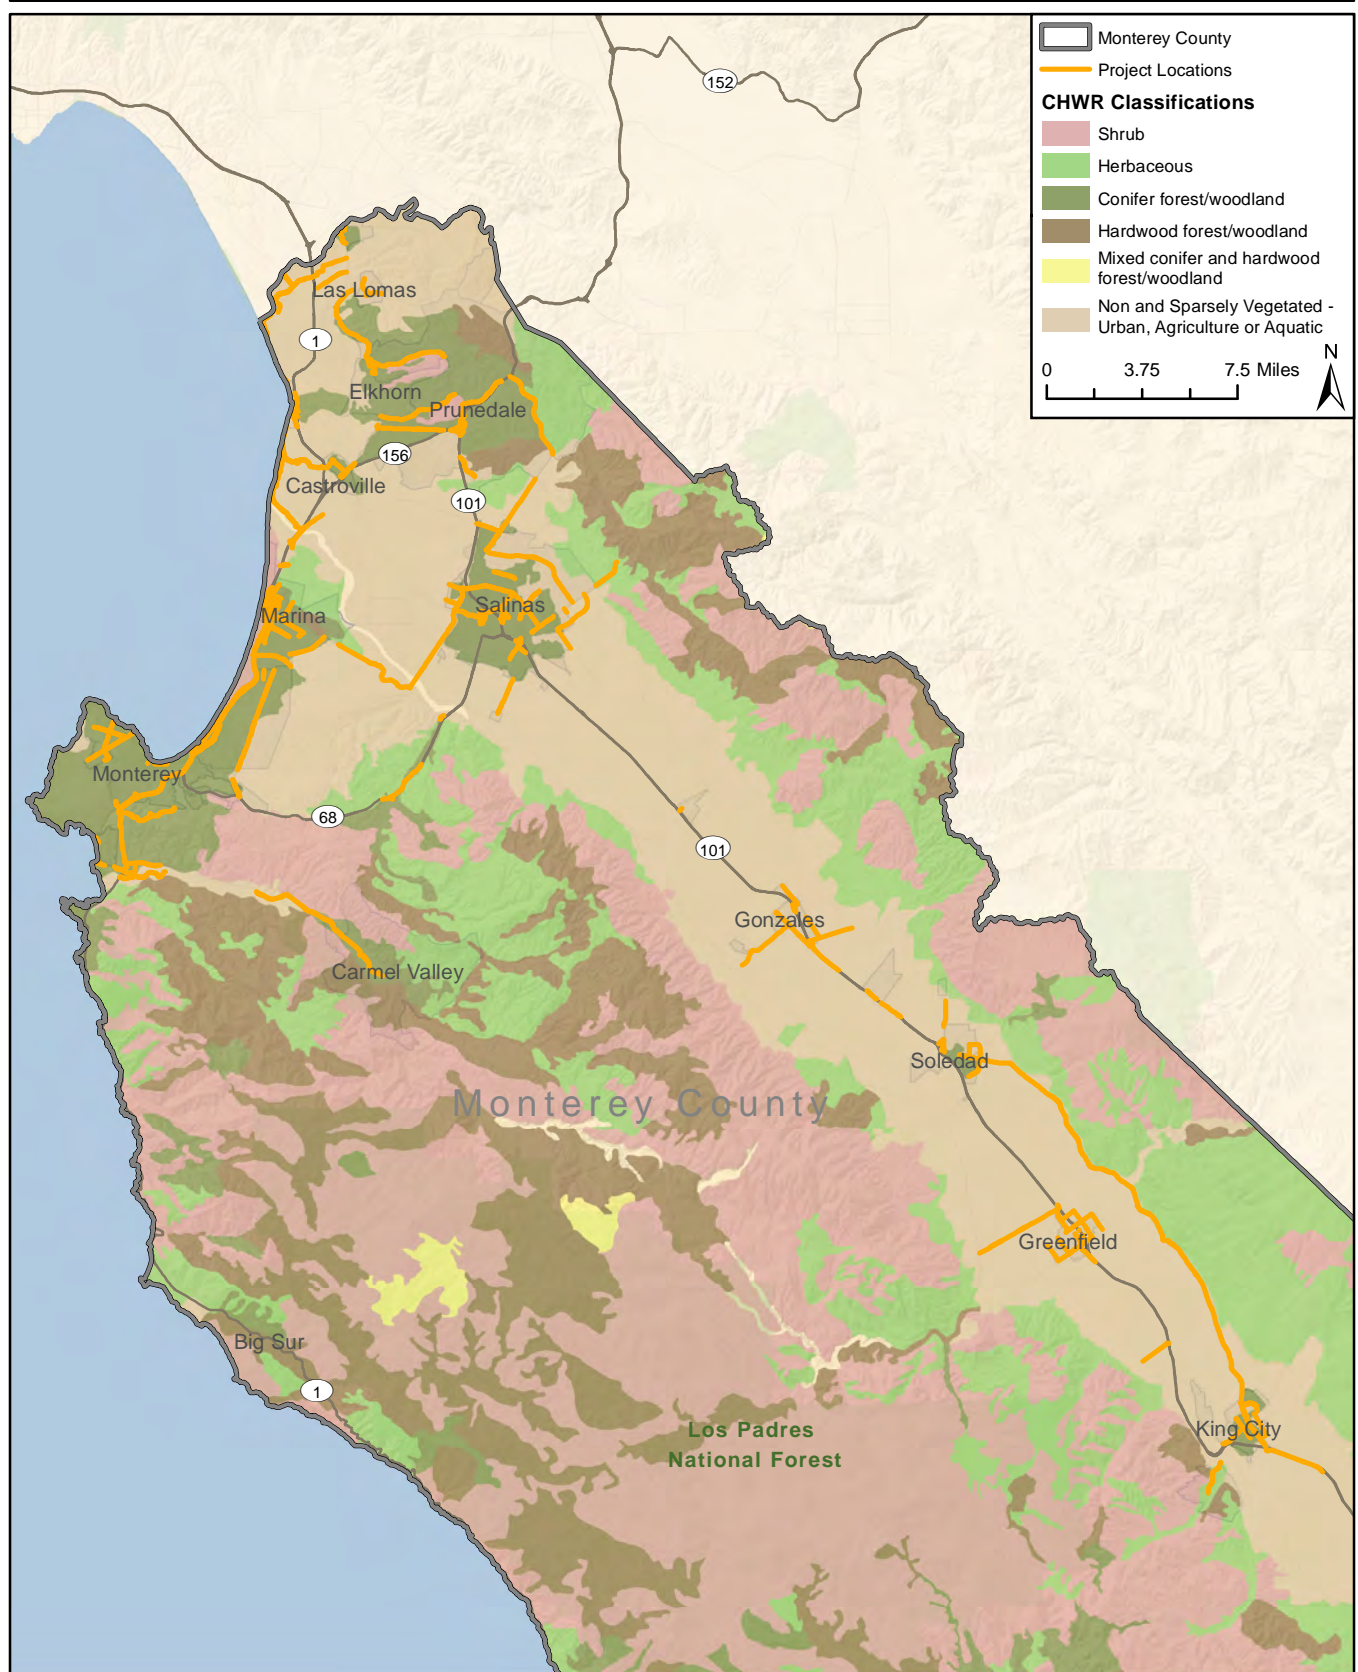 Monterey County
Project Locations
CHWR Classifications
Shrub
Herbaceous
Conifer forest/woodland
Hardwood forest/woodland
Mixed conifer and hardwood
forest/woodland
Non and Sparsely Vegetated -
Urban, Agriculture or Aquatic
N
0 3.75 7.5 Miles
152
Las Lomas
1
Elkhorn
Prunedale
156
Castroville
101
Marina
Salinas
Monterey
68
101
Gonzales
Carmel Valley
Soledad
Monterey County
Greenfield
Big Sur
1
Los Padres
National Forest
King City